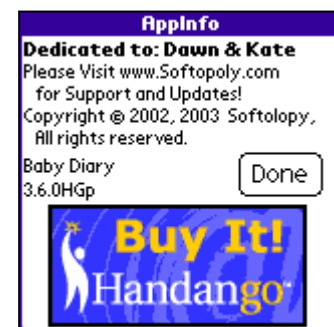 AppInfo
Dedicated to: Dawn & Kate
Please Visit www.Softopoly.com
for Support and Updates!
Copyright © 2002, 2003 Softolopy,
All rights reserved.
Baby Diary
3.6.0HGp
Done
Buy It!
Handango